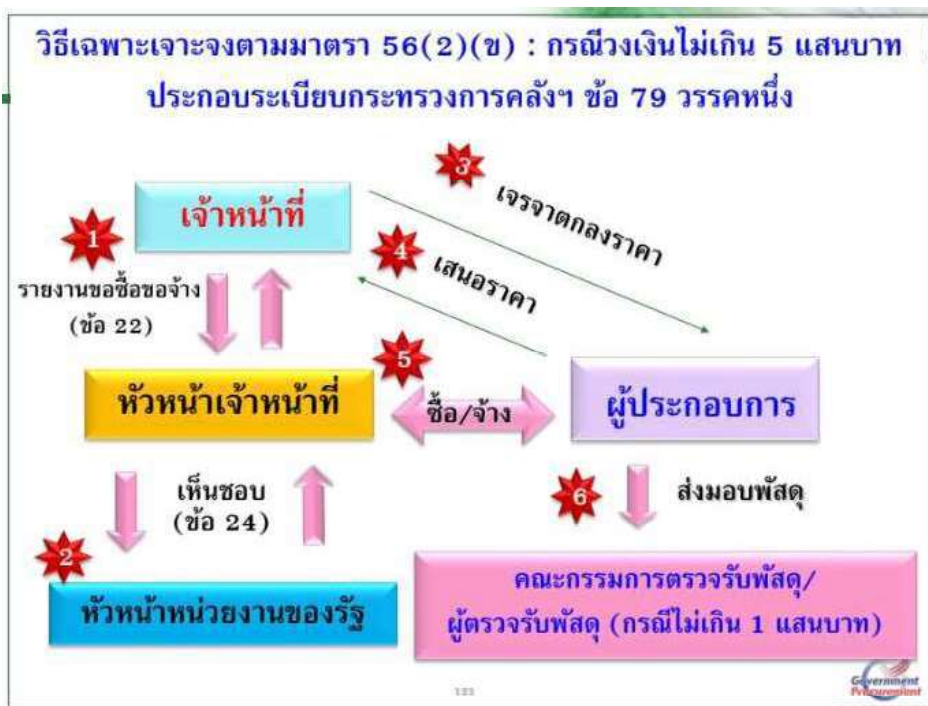 วิธีเฉพาะเจาะจงตามมาตรา 56(2)(ข) : กรณีวงเงินไม่เกิน 5 แสนบาท
ประกอบระเบียบกระทรวงการคลังฯ ข้อ 79 วรรคหนึ่ง
3
เจรจาตกลงราคา
เจ้าหน้าที่
1
4
เสนอราคา
รายงานขอซื้อขอจ้าง
(ข้อ 22)
5
หัวหน้าเจ้าหน้าที่
ซื้อ/จ้าง
ผู้ประกอบการ
เห็นชอบ
(ข้อ 24)
6
ส่งมอบพัสดุ
2
หัวหน้าหน่วยงานของรัฐ
คณะกรรมการตรวจรับพัสดุ/
ผู้ตรวจรับพัสดุ (กรณีไม่เกิน 1 แสนบาท)
Government
Procurement